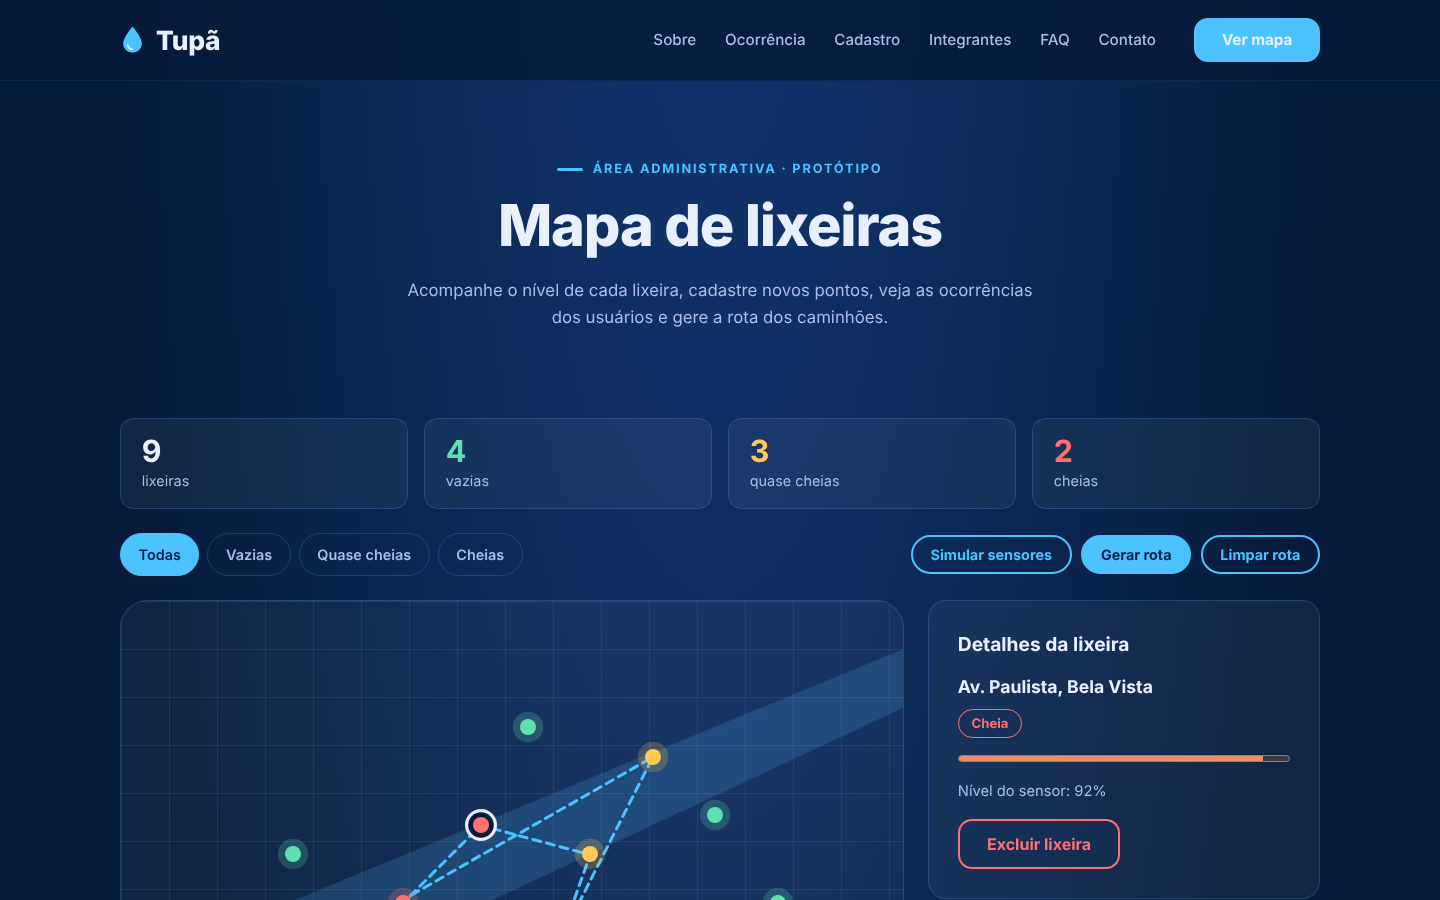 Tupã
Sobre Ocorrência Cadastro Integrantes FAQ Contato Ver mapa
ÁREA ADMINISTRATIVA · PROTÓTIPO
Mapa de lixeiras
Acompanhe o nível de cada lixeira, cadastre novos pontos, veja as ocorrências
dos usuários e gere a rota dos caminhões.
9
lixeiras
4
vazias
3
quase cheias
2
cheias
Todas Vazias Quase cheias Cheias
Simular sensores Gerar rota Limpar rota
Detalhes da lixeira
Av. Paulista, Bela Vista
Cheia
Nível do sensor: 92%
Excluir lixeira